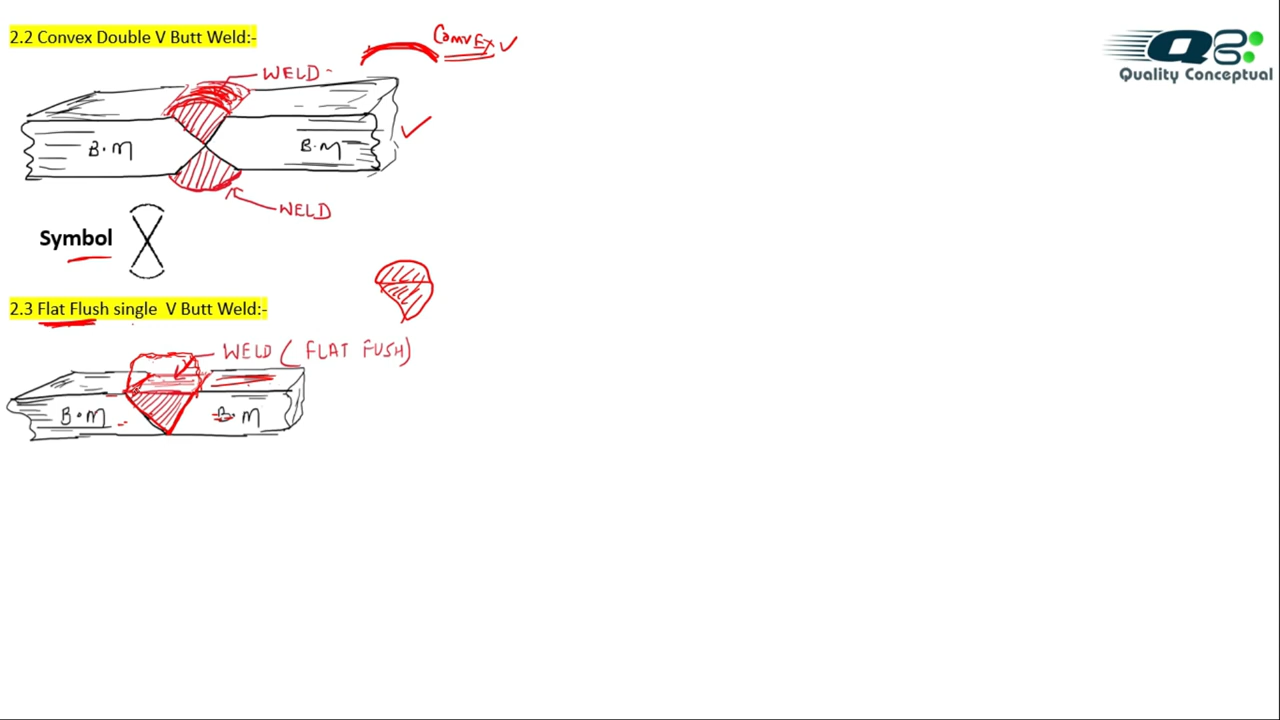 2.2 Convex Double V Butt Weld:-
ConvEx ✓
Quality Conceptual
WELD
B.M
B.M
WELD
Symbol
2.3 Flat Flush single V Butt Weld:-
WELD ( FLAT FUSH)
B.M
B.M